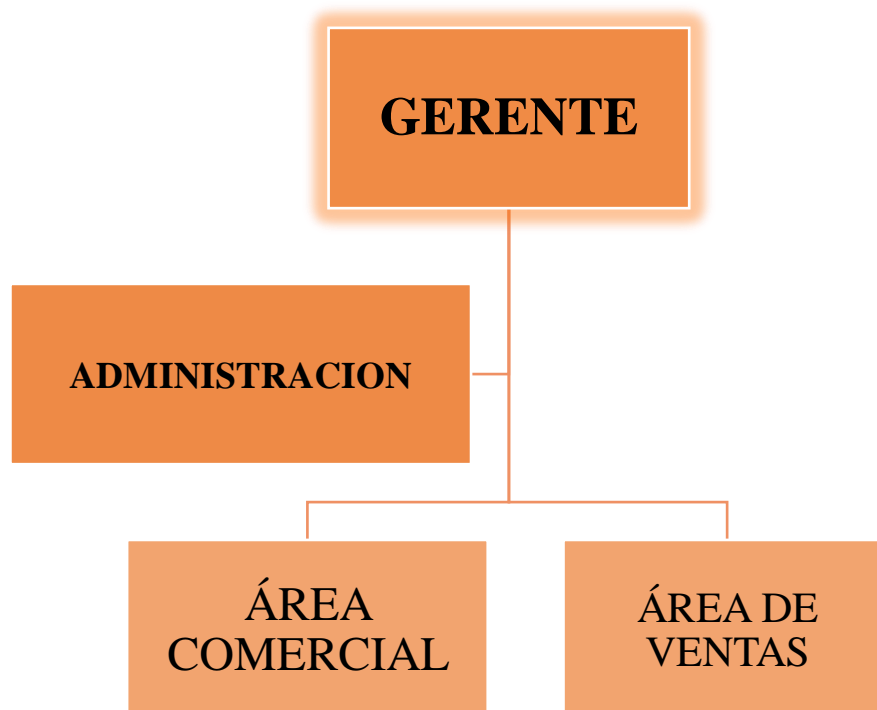 GERENTE
ADMINISTRACION
ÁREA
COMERCIAL
ÁREA DE
VENTAS